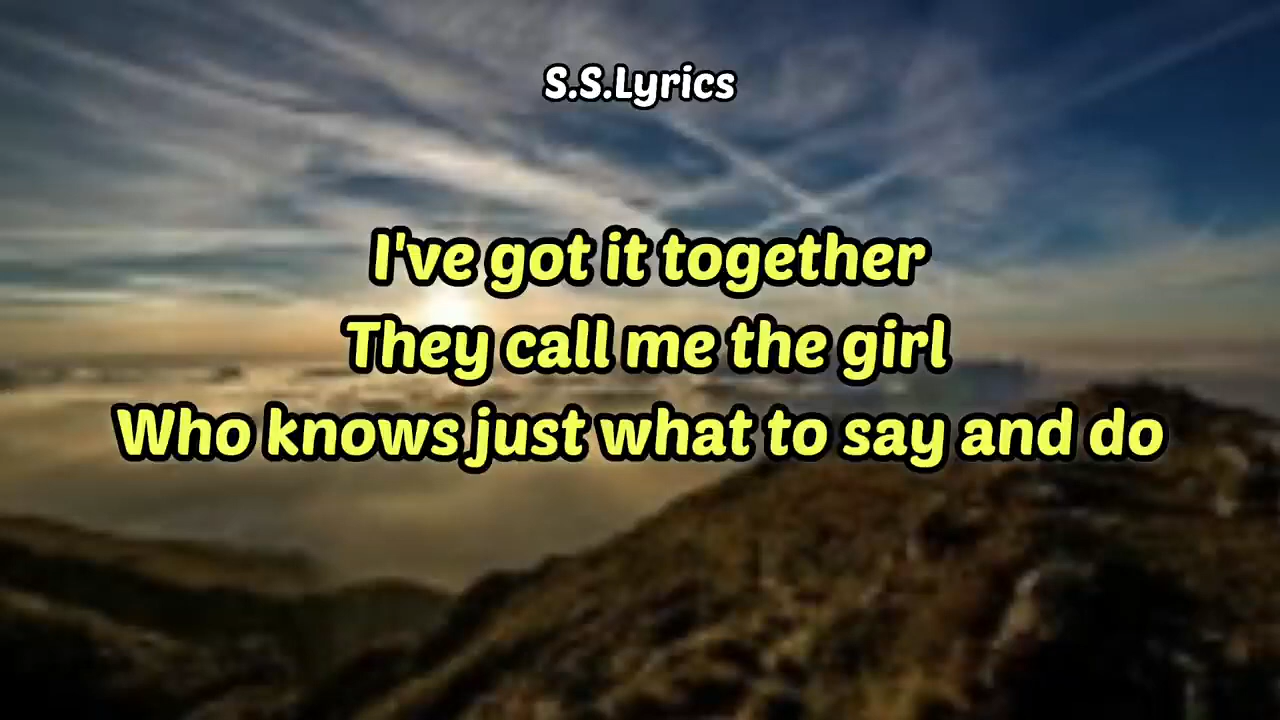 S.S.Lyrics
I've got it together
They call me the girl
Who knows just what to say and do